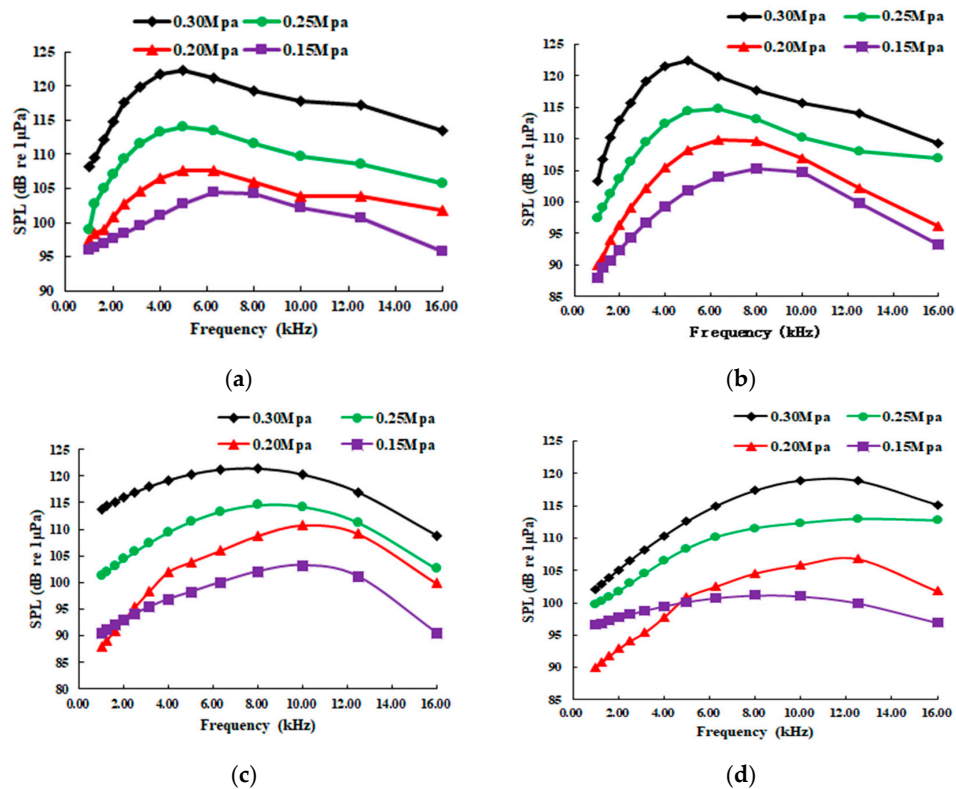 0.30Mpa 0.25Mpa
0.20Mpa 0.15Mpa
SPL (dB re 1μPa)
125
120
115
110
105
100
95
90
0.00 2.00 4.00 6.00 8.00 10.00 12.00 14.00 16.00
Frequency (kHz)
(a)
0.30Mpa 0.25Mpa
0.20Mpa 0.15Mpa
SPL (dB re 1μPa)
125
120
115
110
105
100
95
90
85
0.00 2.00 4.00 6.00 8.00 10.00 12.00 14.00 16.00
Frequency (kHz)
(b)
0.30Mpa 0.25Mpa
0.20Mpa 0.15Mpa
SPL (dB re 1μPa)
125
120
115
110
105
100
95
90
85
80
0.00 2.00 4.00 6.00 8.00 10.00 12.00 14.00 16.00
Frequency (kHz)
(c)
0.30Mpa 0.25Mpa
0.20Mpa 0.15Mpa
SPL (dB re 1μPa)
125
120
115
110
105
100
95
90
85
0.00 2.00 4.00 6.00 8.00 10.00 12.00 14.00 16.00
Frequency (kHz)
(d)